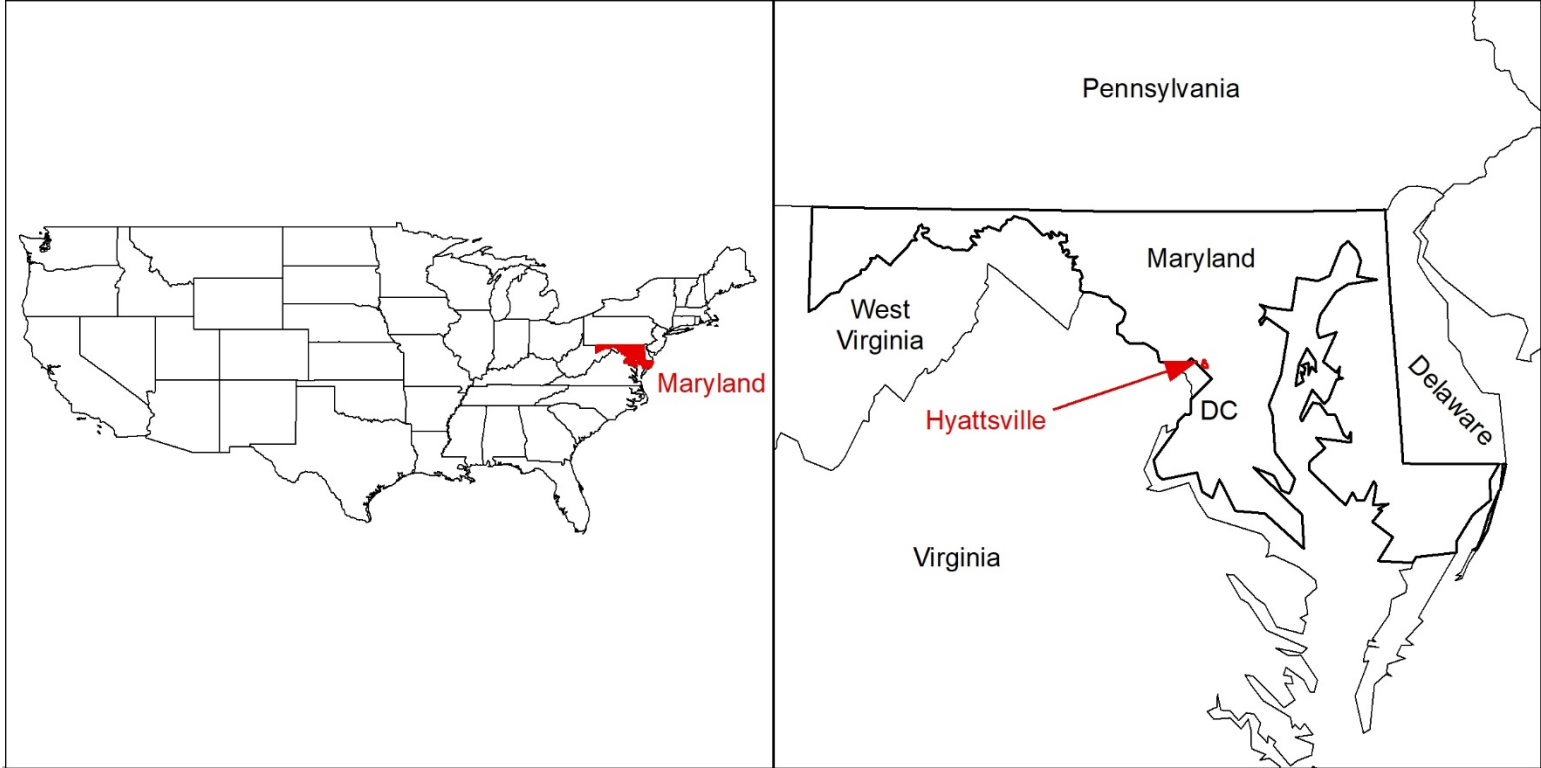 Maryland
Pennsylvania
Maryland
West
Virginia
Delaware
Hyattsville
DC
Virginia